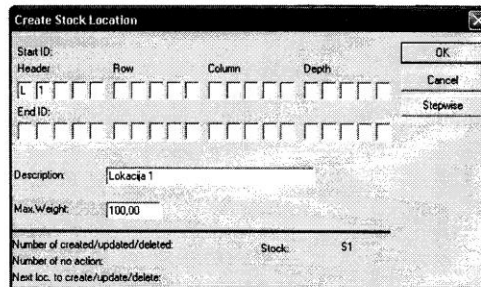 Create Stock Location
Start ID:
Header Row Column Depth
L 1
End ID:
OK
Cancel
Stepwise
Description: Lokacija 1
Max.Weight: 100,00
Number of created/updated/deleted: Stock: S1
Number of no action:
Next loc. to create/update/delete: